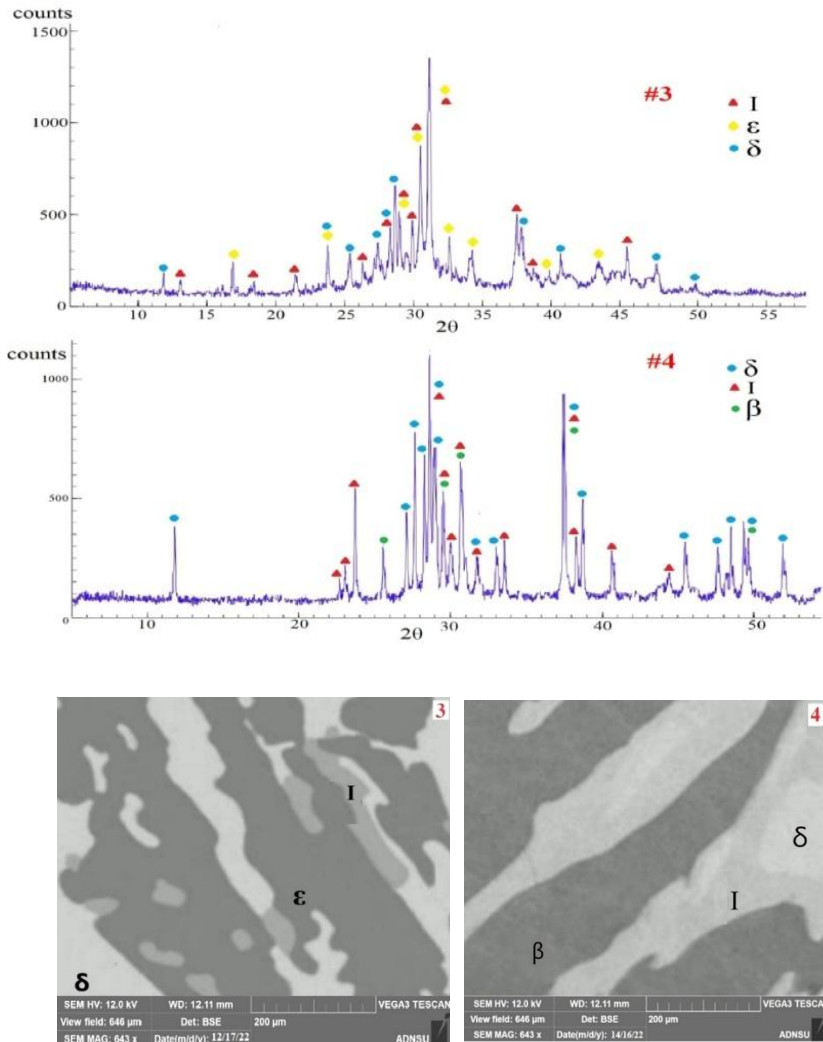 counts
1500
1000
500
0
#3
I
ε
δ
10 15 20 25 30 35 40 45 50 55
2θ
counts
1000
500
0
#4
δ
I
β
10 20 30 40 50
2θ
3
I
ε
δ
SEM HV: 12.0 kV WD: 12.11 mm VEGA3 TESCAN
View field: 646 µm Det: BSE 200 µm
SEM MAG: 643 x Date(m/d/y): 12/17/22 ADNSU
4
δ
I
β
SEM HV: 12.0 kV WD: 12.11 mm VEGA3 TESCAN
View field: 646 µm Det: BSE 200 µm
SEM MAG: 643 x Date(m/d/y): 14/16/22 ADNSU